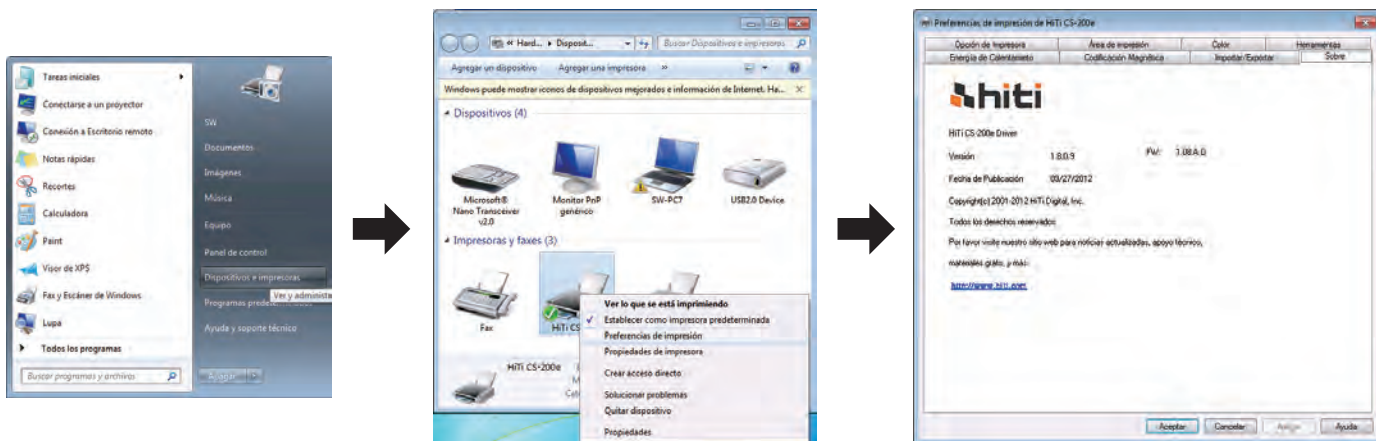 Tareas iniciales
Conectarse a un proyector
Conexión a Escritorio remoto
Notas rápidas
Recortes
Calculadora
Paint
Visor de XPS
Fax y Escáner de Windows
Lupa
Todos los programas
Buscar programas y archivos
SW
Documentos
Imágenes
Música
Equipo
Panel de control
Dispositivos e impresoras
Ver y administra
Programas predet
Ayuda y soporte técnico
Apagar
« Hard... ▸ Disposit...
Buscar Dispositivos e impresoras
Agregar un dispositivo Agregar una impresora »
Windows puede mostrar iconos de dispositivos mejorados e información de Internet. Ha...
Dispositivos (4)
Microsoft® Nano Transceiver v2.0
Monitor PnP genérico
SW-PC7
USB2.0 Device
Impresoras y faxes (3)
Fax
HiTi CS
Ver lo que se está imprimiendo
Establecer como impresora predeterminada
Preferencias de impresión
Propiedades de impresora
Crear acceso directo
Solucionar problemas
Quitar dispositivo
Propiedades
HiTi CS-200e
Preferencias de impresión de HiTi CS-200e
Opción de Impresora Área de impresión Color Herramientas
Energía de Calentamieto Codificación Magnética Importar/Exportar Sobre
hiti
HiTi CS-200e Driver
Versión 1.8.0.9 FW: 1.08.A.0
Fecha de Publicación 03/27/2012
Copyright(c) 2001-2012 HiTi Digital, Inc.
Todos los derechos reservados
Por favor visite nuestro sitio web para noticias actualizadas, apoyo técnico,
materiales gratis, y más:
http://www.hiti.com
Aceptar Cancelar Ayuda